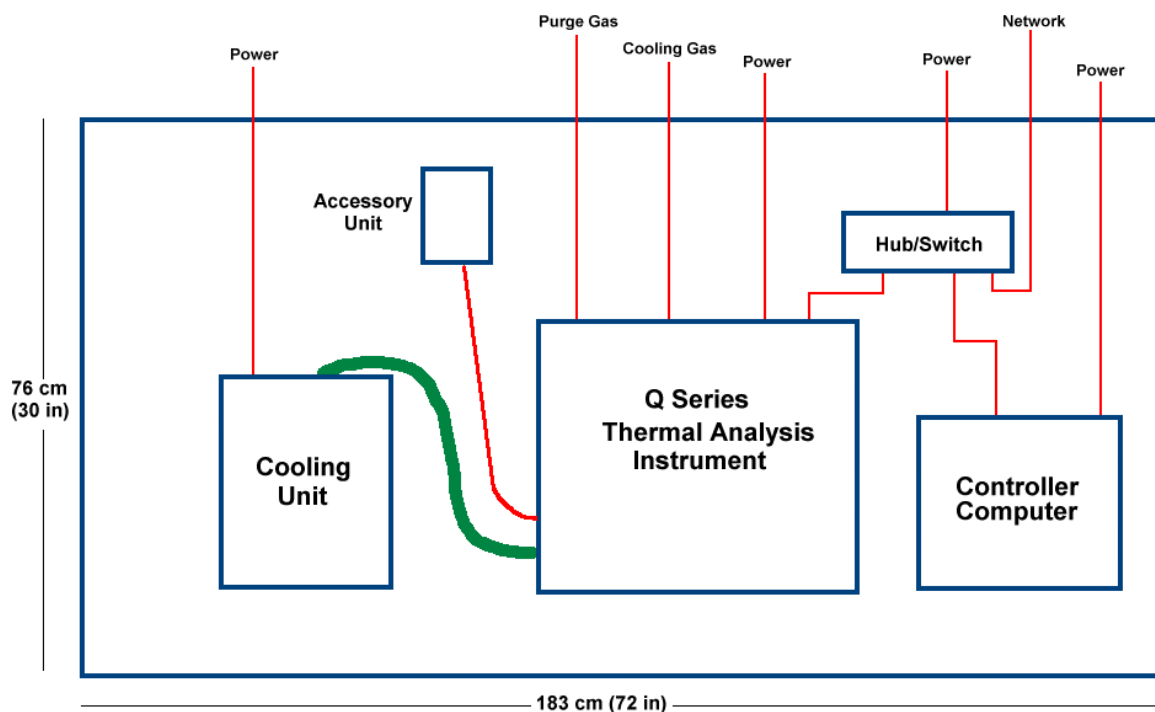 Purge Gas
Network
Cooling Gas
Power
Power
Power
Power
Accessory
Unit
Hub/Switch
76 cm
(30 in)
Q Series
Thermal Analysis
Instrument
Cooling
Unit
Controller
Computer
183 cm (72 in)